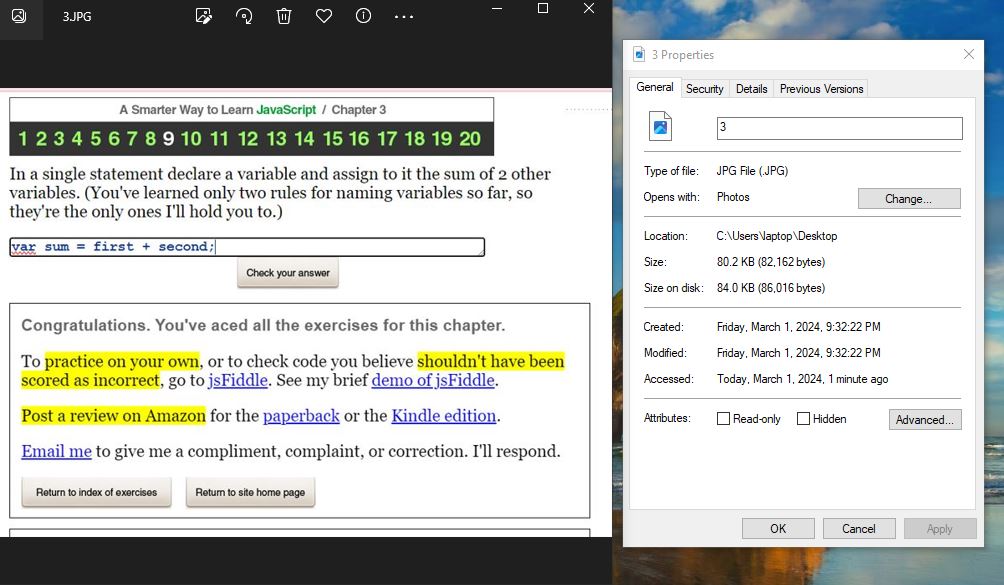 3.JPG
A Smarter Way to Learn JavaScript / Chapter 3
1 2 3 4 5 6 7 8 9 10 11 12 13 14 15 16 17 18 19 20
In a single statement declare a variable and assign to it the sum of 2 other
variables. (You've learned only two rules for naming variables so far, so
they're the only ones I'll hold you to.)
var sum = first + second;
Check your answer
Congratulations. You've aced all the exercises for this chapter.
To practice on your own, or to check code you believe shouldn't have been
scored as incorrect, go to jsFiddle. See my brief demo of jsFiddle.
Post a review on Amazon for the paperback or the Kindle edition.
Email me to give me a compliment, complaint, or correction. I'll respond.
Return to index of exercises Return to site home page
3 Properties
General Security Details Previous Versions
3
Type of file: JPG File (.JPG)
Opens with: Photos Change...
Location: C:\Users\laptop\Desktop
Size: 80.2 KB (82,162 bytes)
Size on disk: 84.0 KB (86,016 bytes)
Created: Friday, March 1, 2024, 9:32:22 PM
Modified: Friday, March 1, 2024, 9:32:22 PM
Accessed: Today, March 1, 2024, 1 minute ago
Attributes: Read-only Hidden Advanced...
OK Cancel Apply